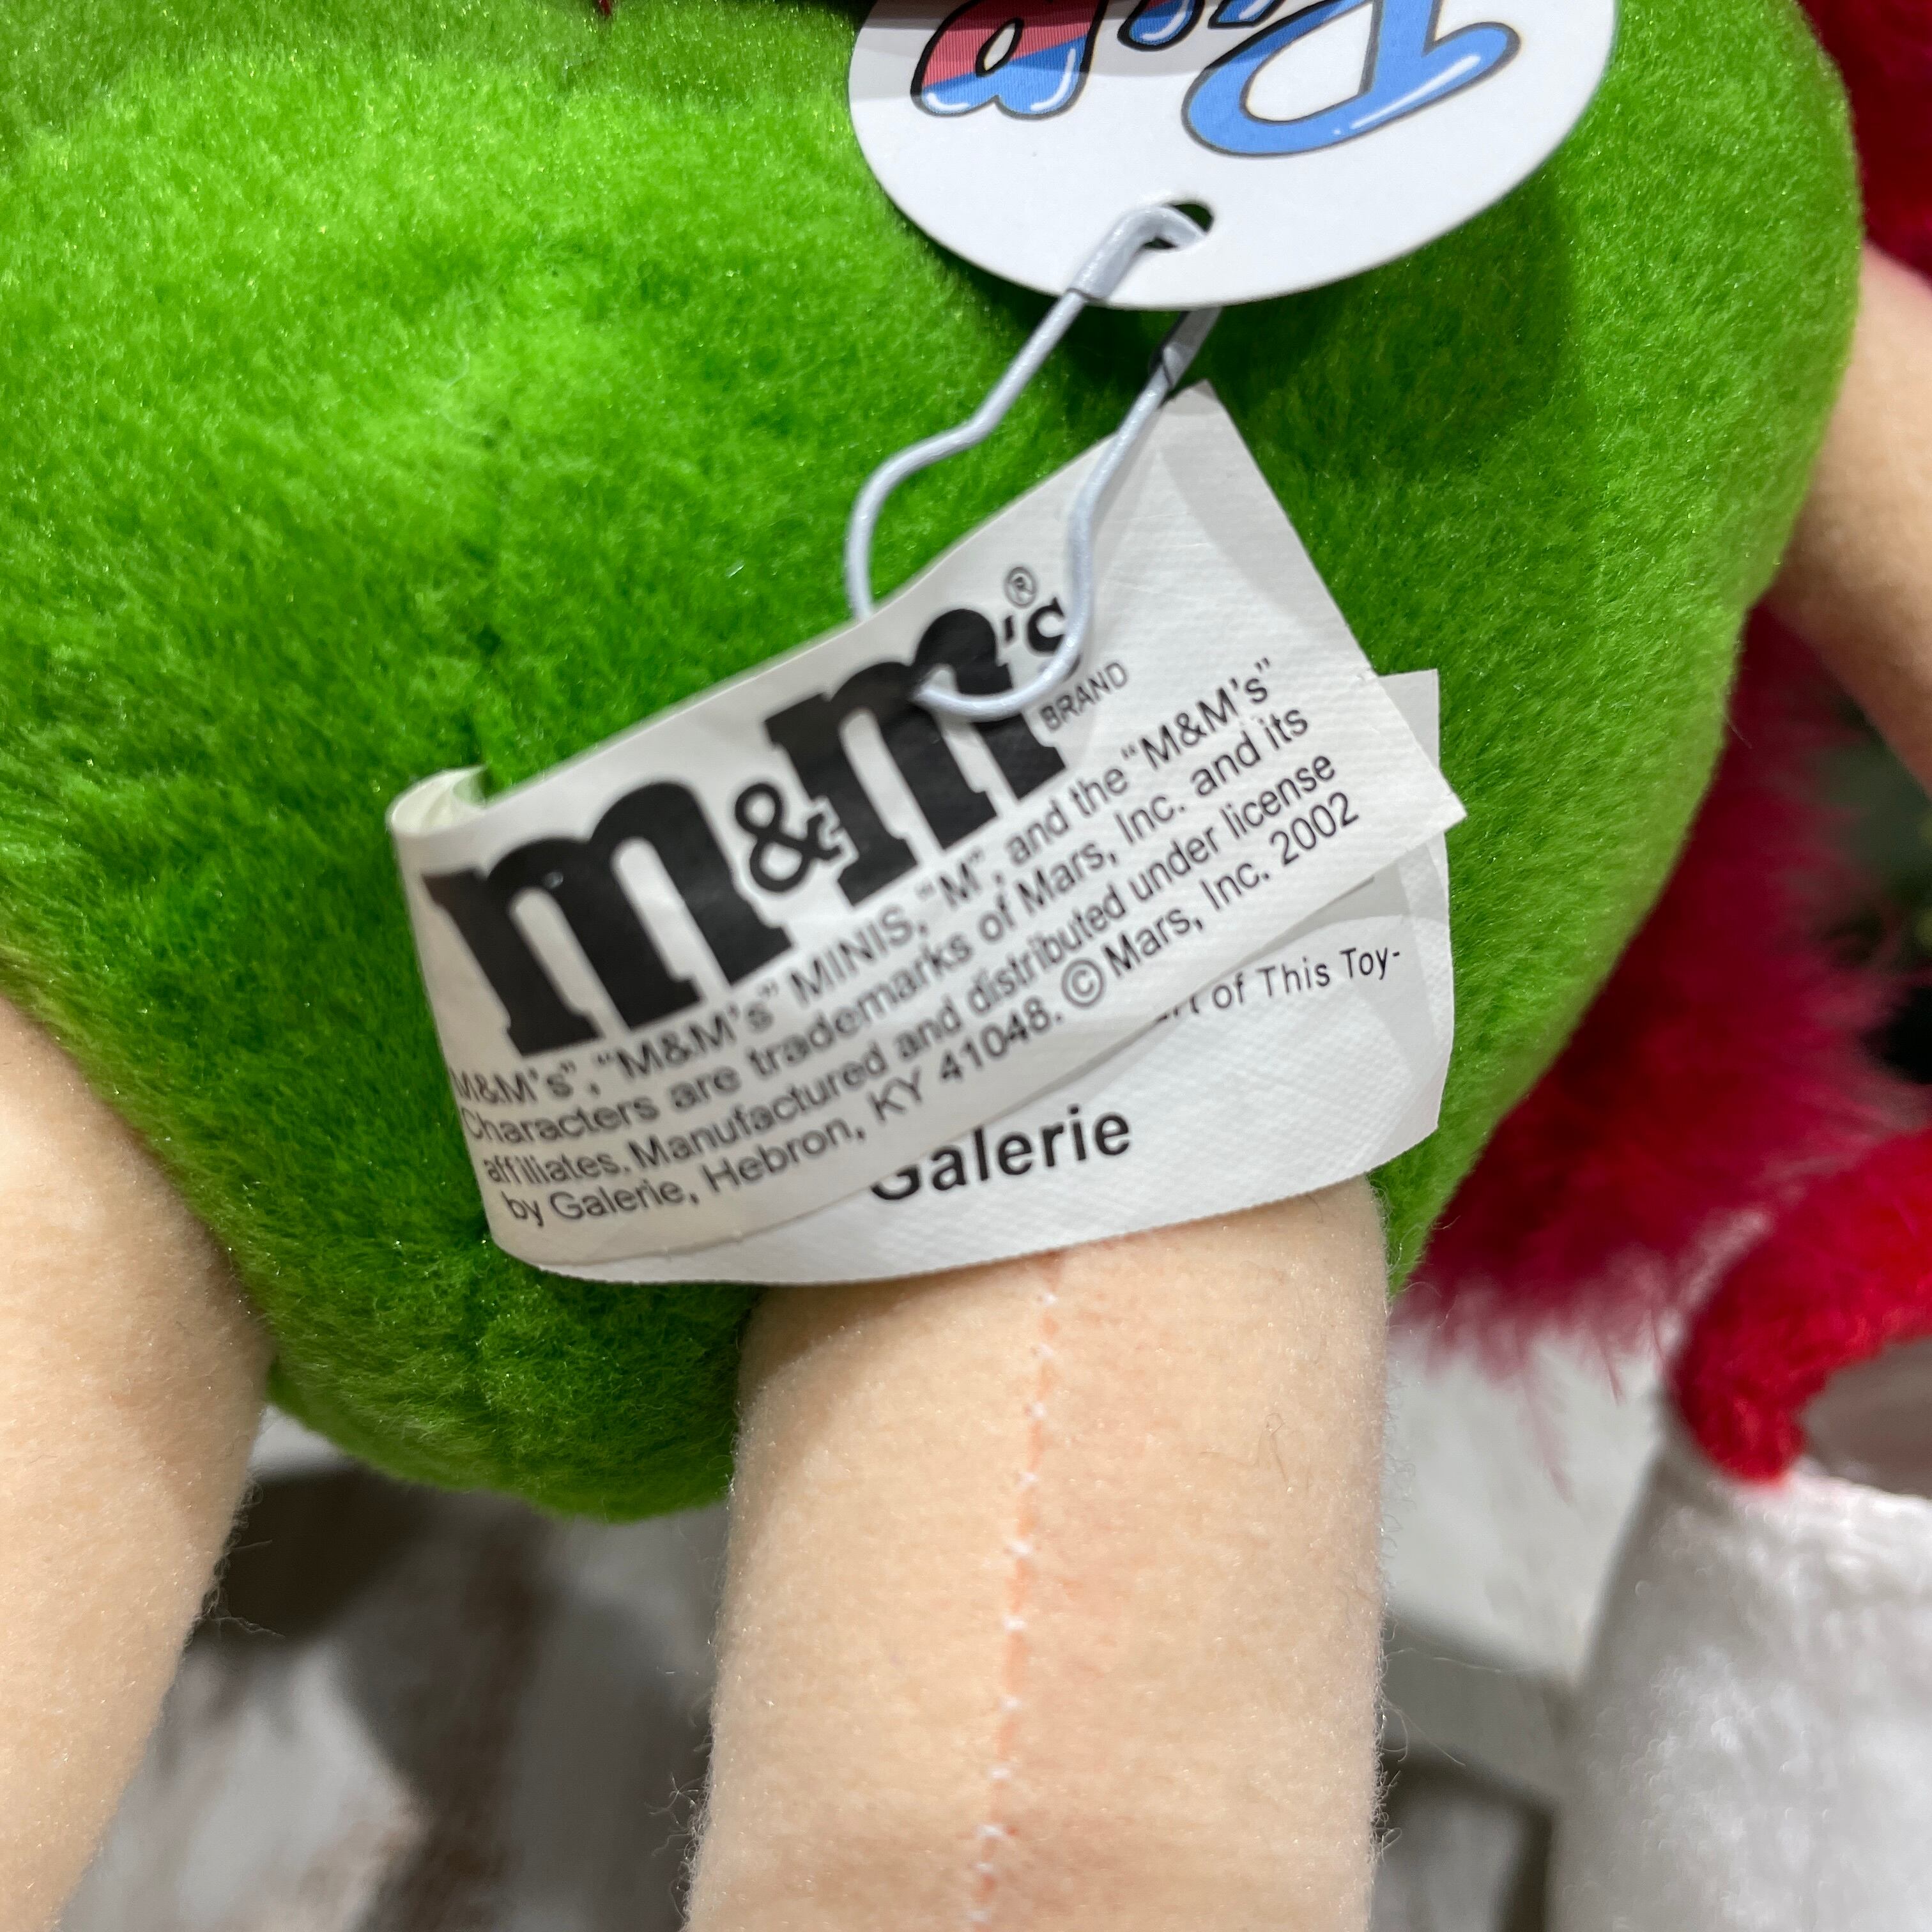 m&m's®
BRAND
M&M's", "M&M's" MINIS, "M", and the "M&M's"
Characters are trademarks of Mars, Inc. and its
affiliates. Manufactured and distributed under license
by Galerie, Hebron, KY 41048. © Mars, Inc. 2002
of This Toy-
Galerie